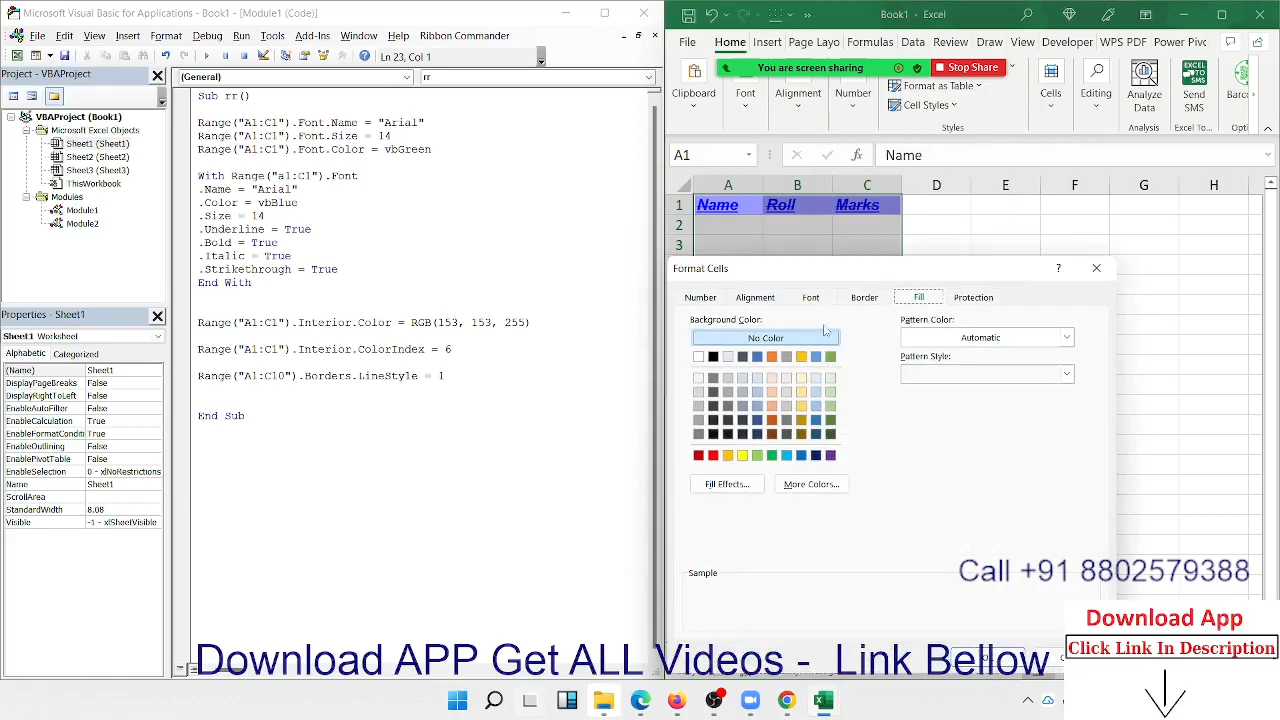 Microsoft Visual Basic for Applications - Book1 - [Module1 (Code)]
File Edit View Insert Format Debug Run Tools Add-Ins Window Help Ribbon Commander
Ln 23, Col 1
Project - VBAProject
(General) rr
VBAProject (Book1)
Microsoft Excel Objects
Sheet1 (Sheet1)
Sheet2 (Sheet2)
Sheet3 (Sheet3)
ThisWorkbook
Modules
Module1
Module2
Properties - Sheet1
Sheet1 Worksheet
Alphabetic Categorized
(Name) Sheet1
DisplayPageBreak False
DisplayRightToLeft False
EnableAutoFilter False
EnableCalculation True
EnableFormatConditi True
EnableOutlining False
EnablePivotTable False
EnableSelection 0 - xlNoRestrictions
Name Sheet1
ScrollArea
StandardWidth 8.08
Visible -1 - xlSheetVisible
Sub rr()
Range("A1:C1").Font.Name = "Arial"
Range("A1:C1").Font.Size = 14
Range("A1:C1").Font.Color = vbGreen
With Range("a1:C1").Font
.Name = "Arial"
.Color = vbBlue
.Size = 14
.Underline = True
.Bold = True
.Italic = True
.Strikethrough = True
End With
Range("A1:C1").Interior.Color = RGB(153, 153, 255)
Range("A1:C1").Interior.ColorIndex = 6
Range("A1:C10").Borders.LineStyle = 1
End Sub
Book1 - Excel
File Home Insert Page Layo Formulas Data Review Draw View Developer WPS PDF Power Piv
You are screen sharing Stop Share
Clipboard Font Alignment Number
Format as Table
Cell Styles
Styles
Cells Editing
Analyze Data
Analysis
Send SMS
Excel To...
Barco
Opti
A1 fx Name
A B C D E F G H
1 Name Roll Marks
2
3
Format Cells ?
Number Alignment Font Border Fill Protection
Background Color:
No Color
Pattern Color:
Automatic
Pattern Style:
Fill Effects... More Colors...
Sample
Call +91 8802579388
Download App
Click Link In Description
Download APP Get ALL Videos - Link Bellow